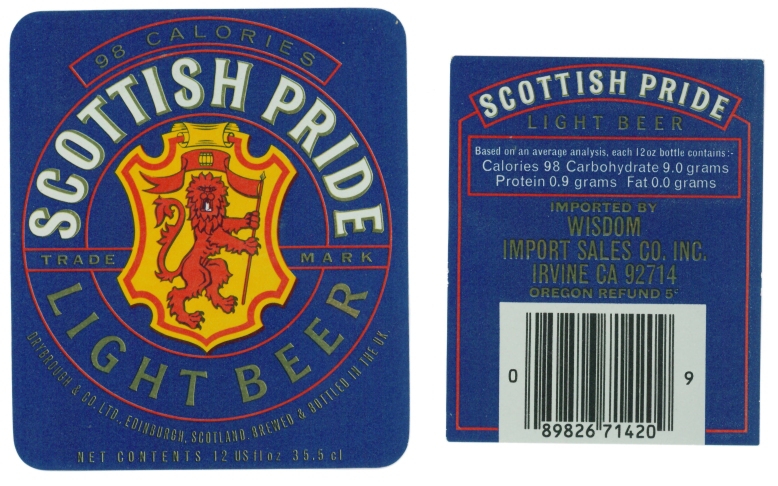 98 CALORIES
SCOTTISH PRIDE
TRADE MARK
LIGHT BEER
DRYBROUGH & CO. LTD., EDINBURGH, SCOTLAND. BREWED & BOTTLED IN THE UK.
NET CONTENTS 12 US fl oz 35.5 cl
SCOTTISH PRIDE
LIGHT BEER
Based on an average analysis, each 12oz bottle contains:-
Calories 98 Carbohydrate 9.0 grams
Protein 0.9 grams Fat 0.0 grams
IMPORTED BY
WISDOM
IMPORT SALES CO. INC.
IRVINE CA 92714
OREGON REFUND 5¢
0 89826 71420 9